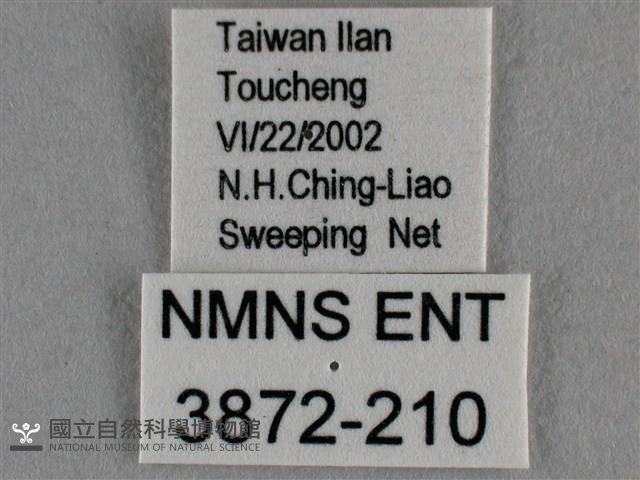 Taiwan Ilan
Toucheng
VI/22/2002
N.H.Ching-Liao
Sweeping Net
NMNS ENT
3872-210
國立自然科學博物館
NATIONAL MUSEUM OF NATURAL SCIENCE